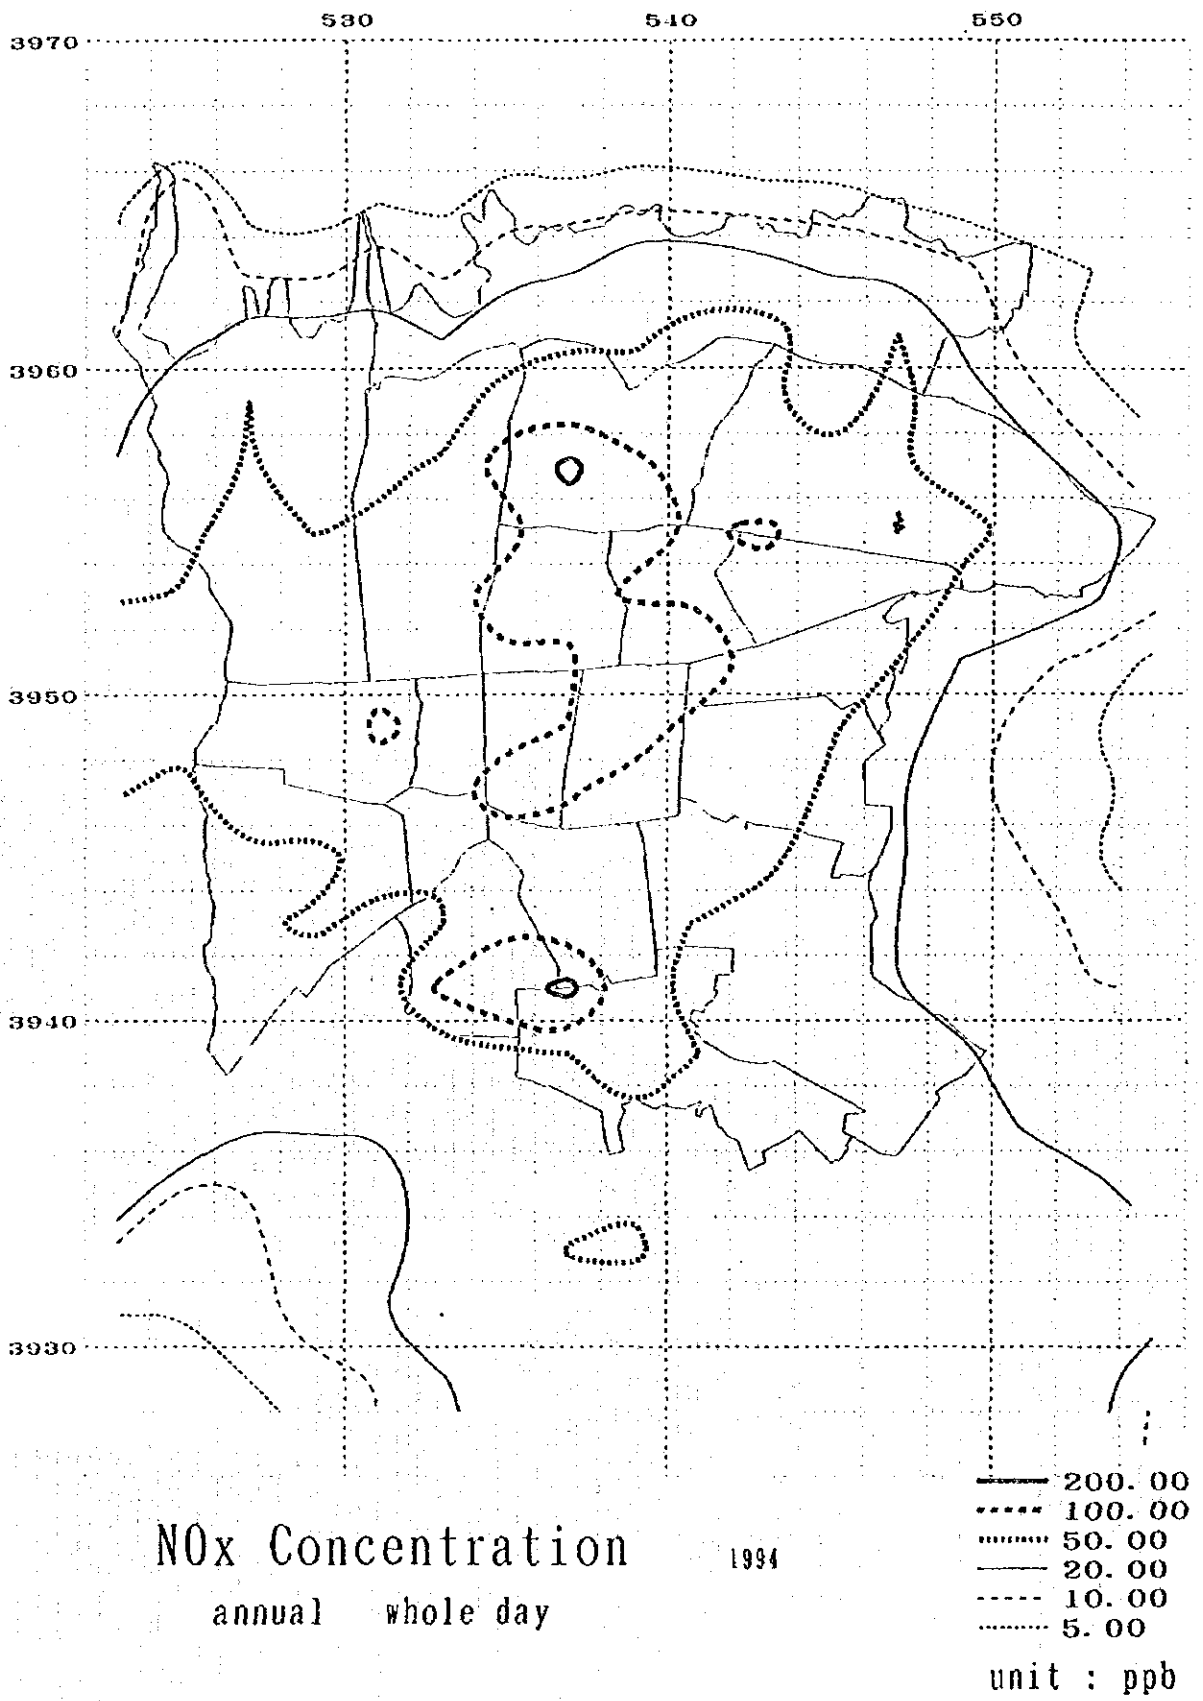 530 540 550
3970
3960
3950
3940
3930
200. 00
100. 00
50. 00
20. 00
10. 00
5. 00
unit : ppb
NOx Concentration 1994
annual whole day